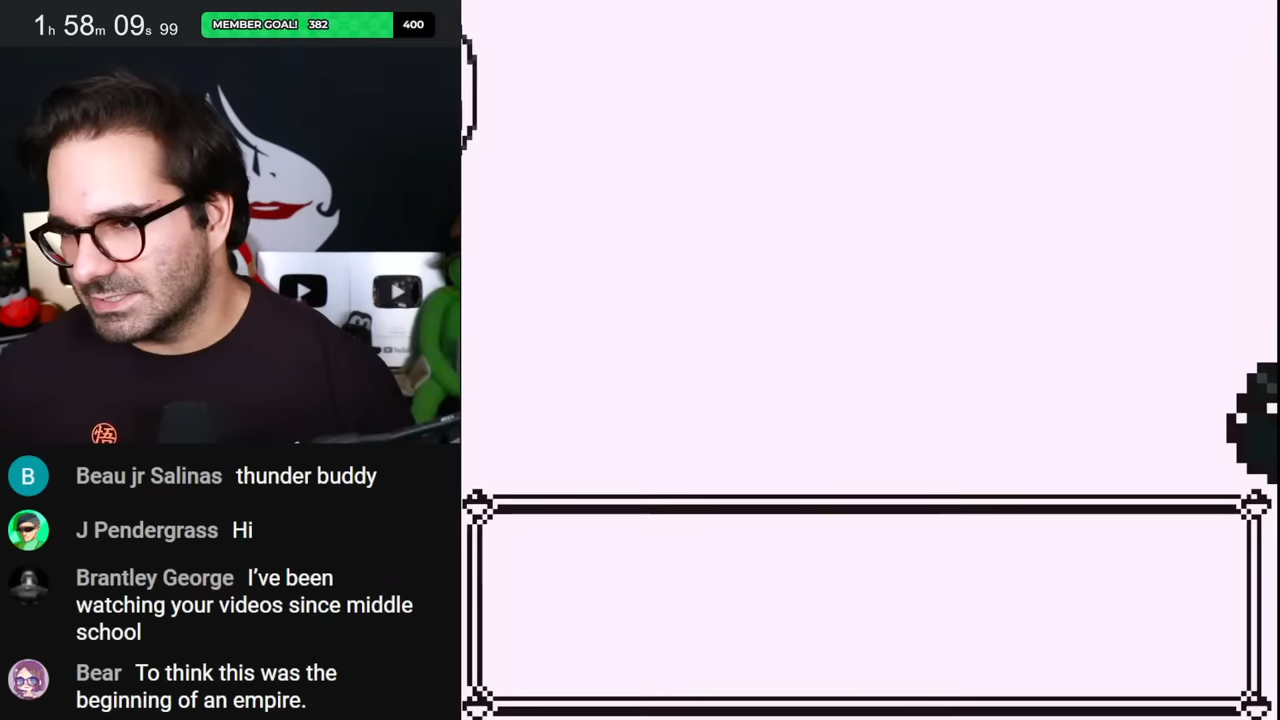 1h 58m 09s 99
MEMBER GOAL! 382
400
悟
Beau jr Salinas thunder buddy
J Pendergrass Hi
Brantley George I’ve been
watching your videos since middle
school
B
Bear To think this was the
beginning of an empire.